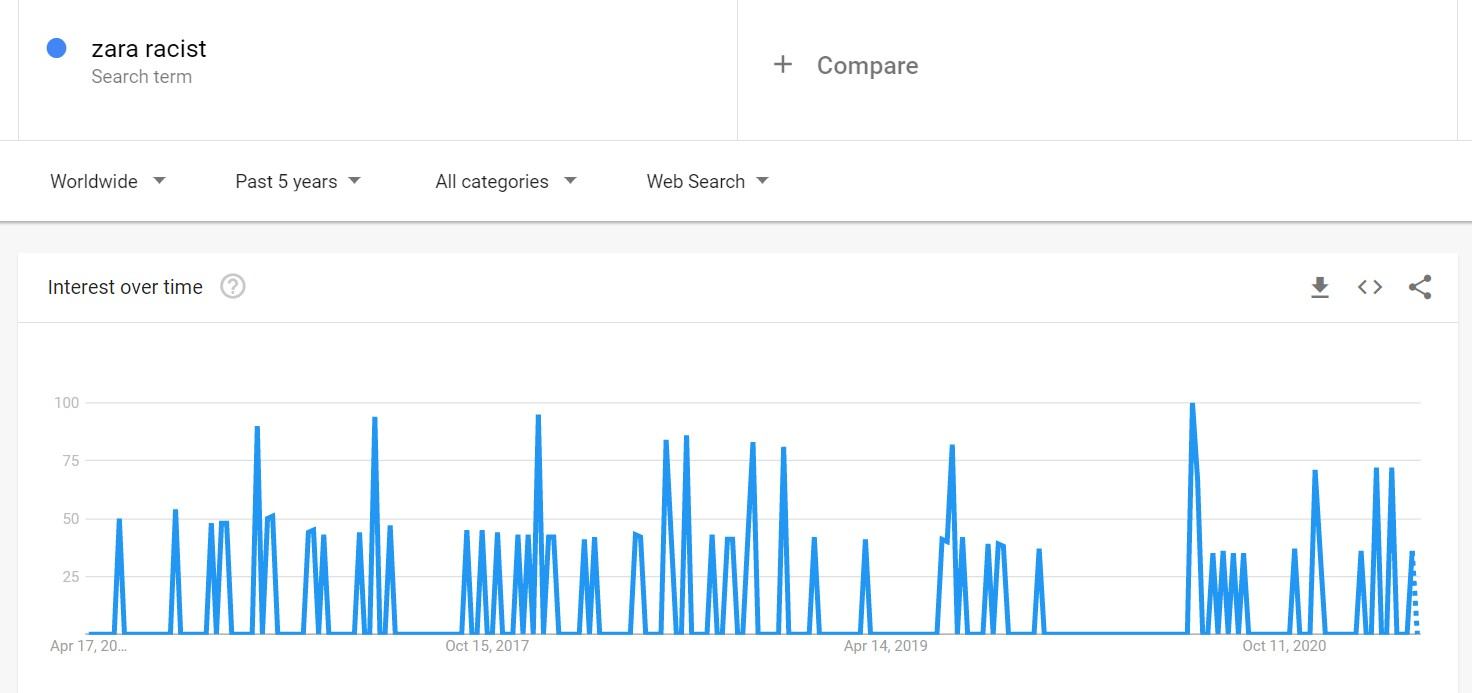 zara racist
Search term
+ Compare
Worldwide
Past 5 years
All categories
Web Search
Interest over time ?
100
75
50
25
Apr 17, 20...
Oct 15, 2017
Apr 14, 2019
Oct 11, 2020